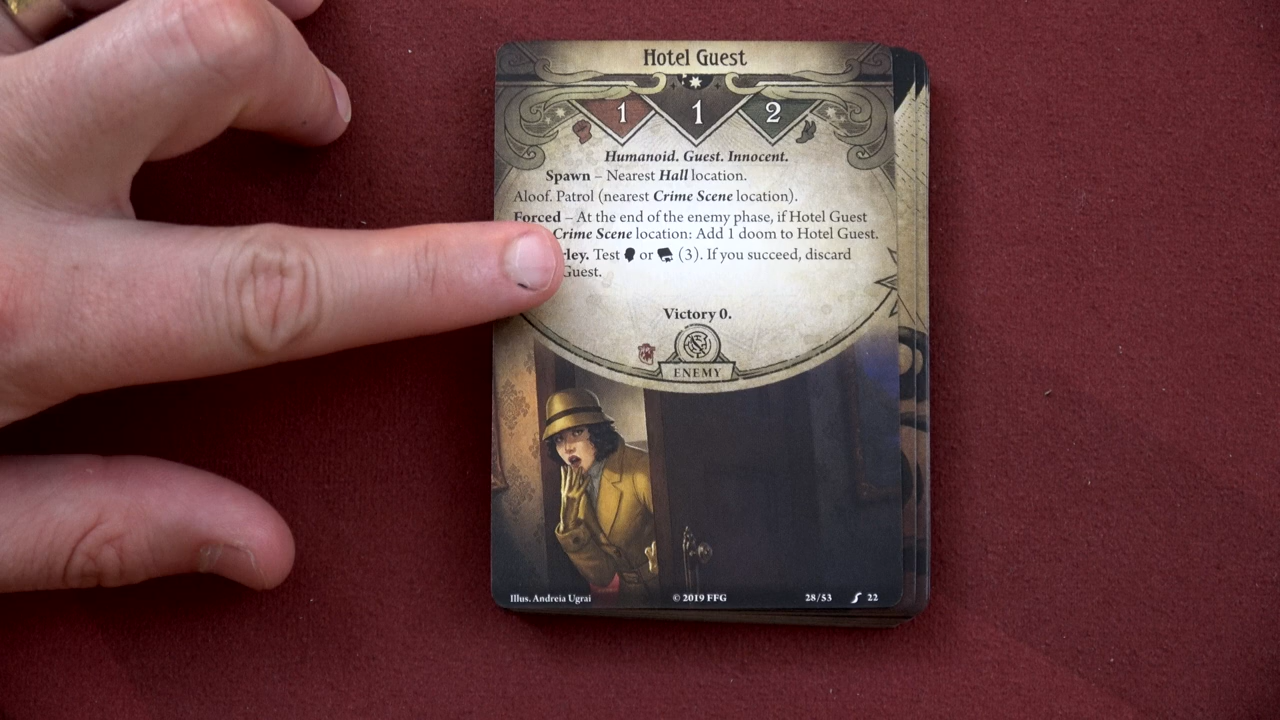 Hotel Guest
1 1 2
Humanoid. Guest. Innocent.
Spawn – Nearest Hall location.
Aloof. Patrol (nearest Crime Scene location).
Forced – At the end of the enemy phase, if Hotel Guest
Crime Scene location: Add 1 doom to Hotel Guest.
rley. Test or (3). If you succeed, discard
Guest.
Victory 0.
ENEMY
Illus. Andreia Ugrai © 2019 FFG 28/53 22